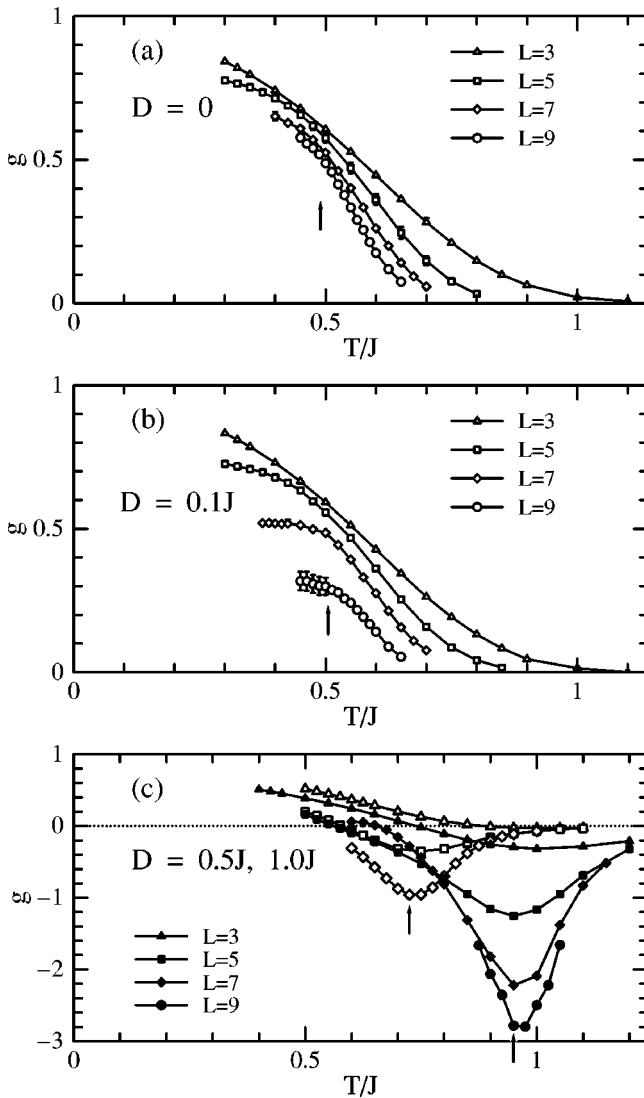 1
(a)
L=3
L=5
D = 0
L=7
L=9
g
0.5
0
0
0.5
1
T/J
1
(b)
L=3
L=5
L=7
D = 0.1J
L=9
g
0.5
0
0
0.5
1
T/J
1
(c)
0
D = 0.5J, 1.0J
g
−1
L=3
L=5
−2
L=7
L=9
−3
0
0.5
1
T/J